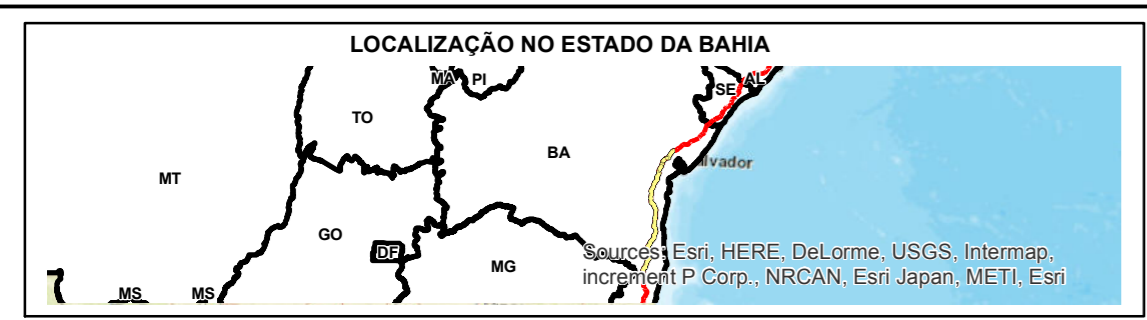 LOCALIZAÇÃO NO ESTADO DA BAHIA
MA PI
SE AL
TO
BA
lvador
MT
GO
DF
MG
Sources: Esri, HERE, DeLorme, USGS, Intermap,
increment P Corp., NRCAN, Esri Japan, METI, Esri
MS MS